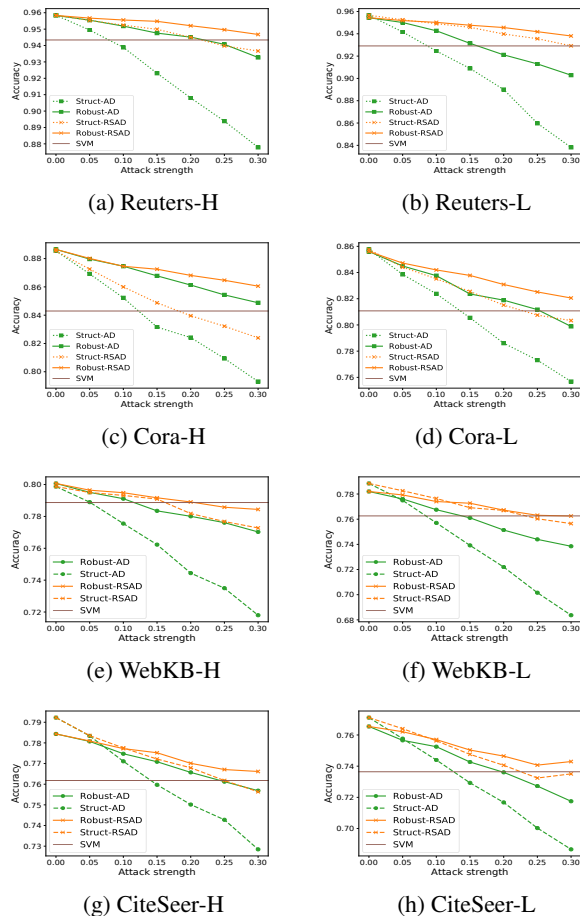 0.96
0.95
0.94
0.93
0.92
0.91
0.90
0.89
0.88
Accuracy
Struct-AD
Robust-AD
Struct-RSAD
Robust-RSAD
SVM
0.00 0.05 0.10 0.15 0.20 0.25 0.30
Attack strength
(a) Reuters-H
0.96
0.94
0.92
0.90
0.88
0.86
0.84
Accuracy
Struct-AD
Robust-AD
Struct-RSAD
Robust-RSAD
SVM
0.00 0.05 0.10 0.15 0.20 0.25 0.30
Attack strength
(b) Reuters-L
0.88
0.86
0.84
0.82
0.80
Accuracy
Struct-AD
Robust-AD
Struct-RSAD
Robust-RSAD
SVM
0.00 0.05 0.10 0.15 0.20 0.25 0.30
Attack strength
(c) Cora-H
0.86
0.84
0.82
0.80
0.78
0.76
Accuracy
Struct-AD
Robust-AD
Struct-RSAD
Robust-RSAD
SVM
0.00 0.05 0.10 0.15 0.20 0.25 0.30
Attack strength
(d) Cora-L
0.80
0.78
0.76
0.74
0.72
Accuracy
Robust-AD
Struct-AD
Robust-RSAD
Struct-RSAD
SVM
0.00 0.05 0.10 0.15 0.20 0.25 0.30
Attack strength
(e) WebKB-H
0.78
0.76
0.74
0.72
0.70
0.68
Accuracy
Robust-AD
Struct-AD
Robust-RSAD
Struct-RSAD
SVM
0.00 0.05 0.10 0.15 0.20 0.25 0.30
Attack strength
(f) WebKB-L
0.79
0.78
0.77
0.76
0.75
0.74
0.73
Accuracy
Robust-AD
Struct-AD
Robust-RSAD
Struct-RSAD
SVM
0.00 0.05 0.10 0.15 0.20 0.25 0.30
Attack strength
(g) CiteSeer-H
0.76
0.74
0.72
0.70
Accuracy
Robust-AD
Struct-AD
Robust-RSAD
Struct-RSAD
SVM
0.00 0.05 0.10 0.15 0.20 0.25 0.30
Attack strength
(h) CiteSeer-L